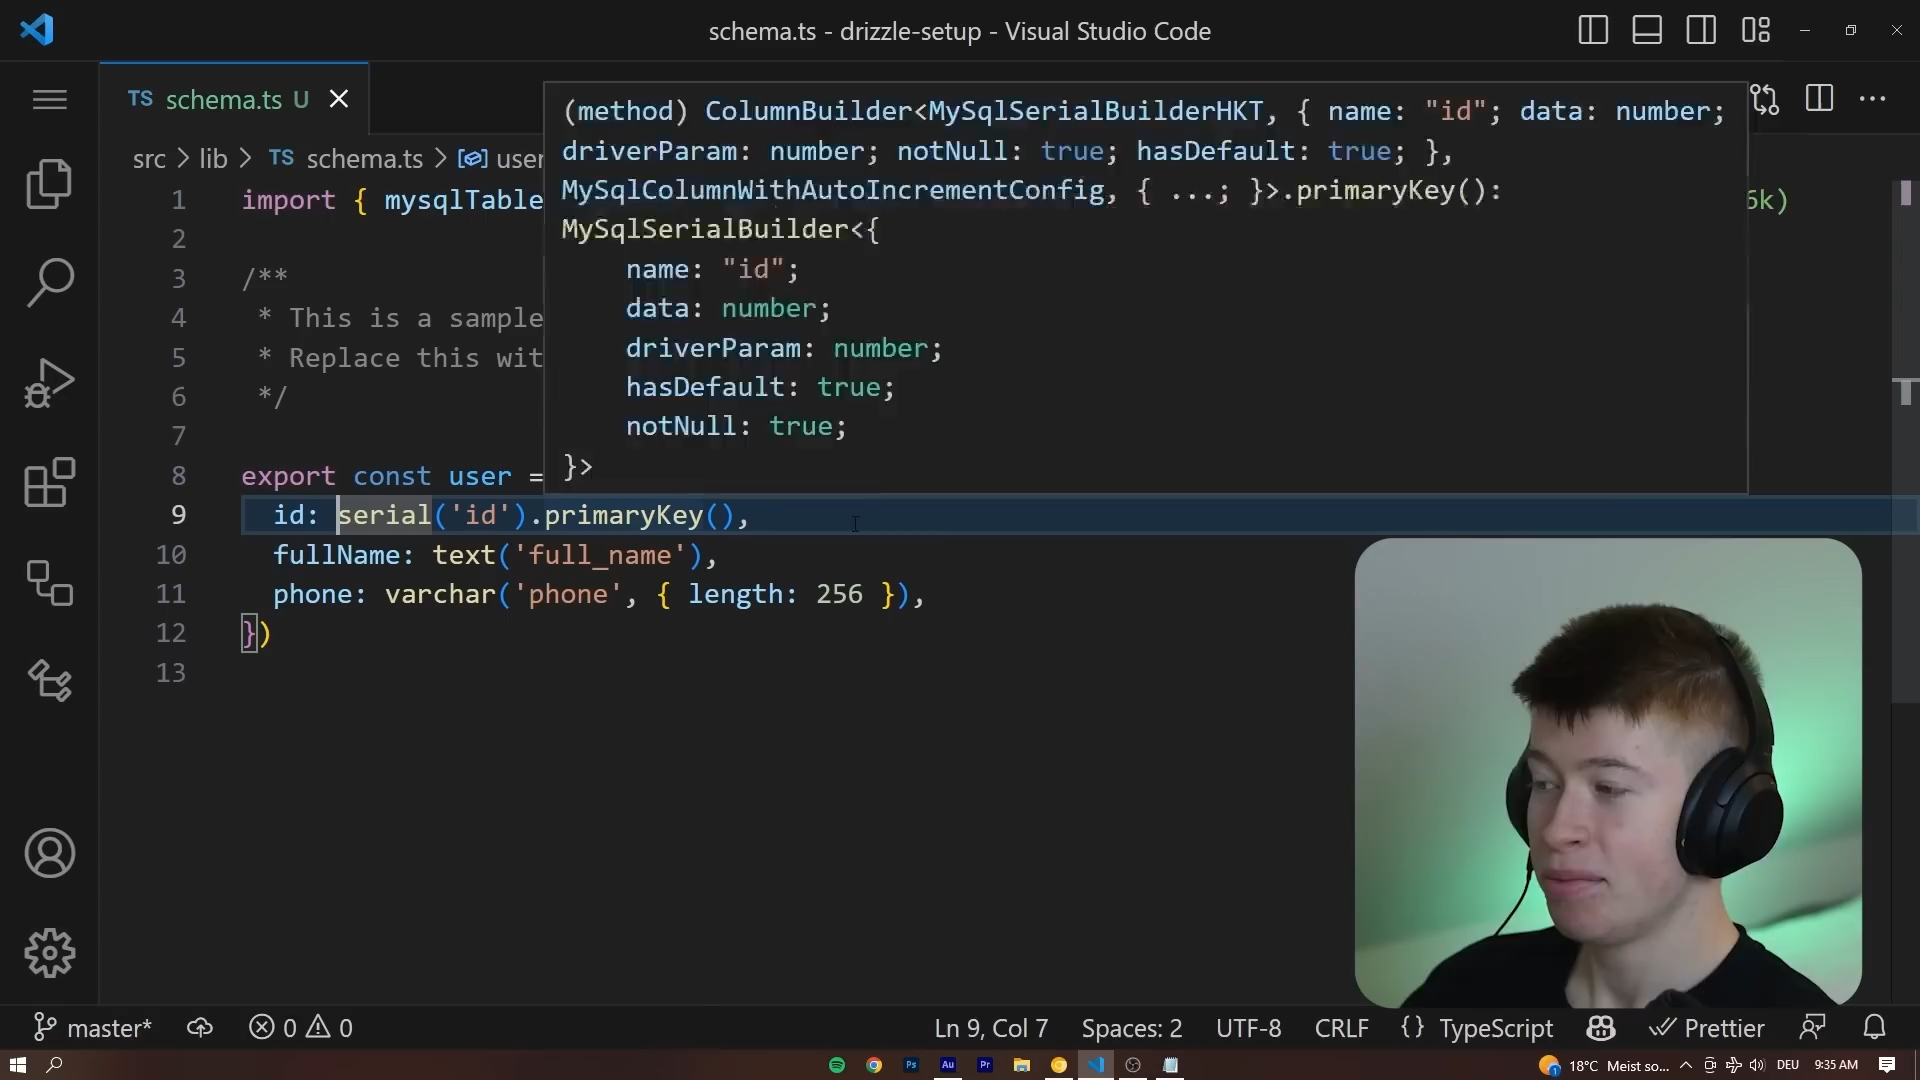 schema.ts - drizzle-setup - Visual Studio Code
TS schema.ts U
src > lib > TS schema.ts > user
(method) ColumnBuilder<MySqlSerialBuilderHKT, { name: "id"; data: number;
driverParam: number; notNull: true; hasDefault: true; },
MySqlColumnWithAutoIncrementConfig, { ...; }>.primaryKey():
MySqlSerialBuilder<{
name: "id";
data: number;
driverParam: number;
hasDefault: true;
notNull: true;
}>
1 import { mysqlTable 6k)
2
3 /**
4 * This is a sample
5 * Replace this wit
6 */
7
8 export const user =
9 id: serial('id').primaryKey(),
10 fullName: text('full_name'),
11 phone: varchar('phone', { length: 256 }),
12 })
13
master* 0 0 Ln 9, Col 7 Spaces: 2 UTF-8 CRLF {} TypeScript Prettier
Ps Au Pr 1 18°C Meist so... DEU 9:35 AM